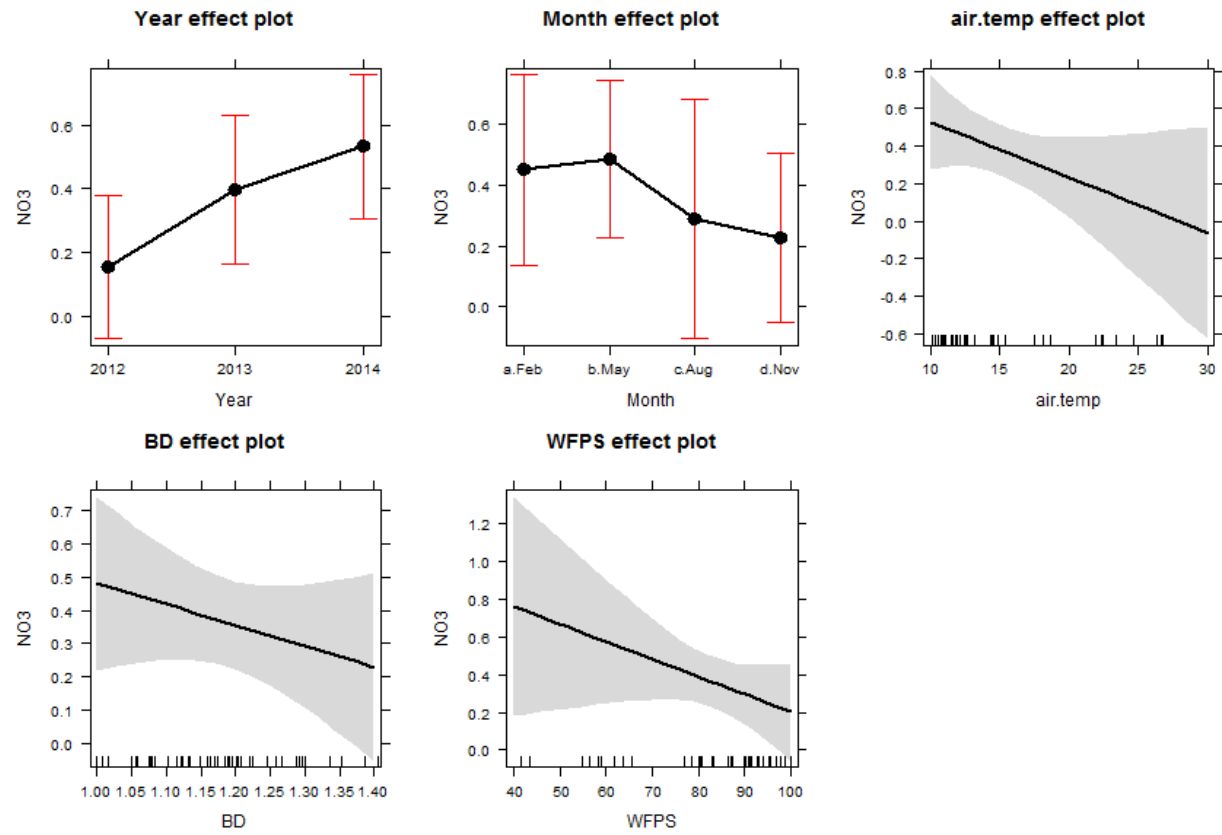 Year effect plot
NO3
0.6
0.4
0.2
0.0
2012 2013 2014
Year
Month effect plot
NO3
0.6
0.4
0.2
0.0
a.Feb b.May c.Aug d.Nov
Month
air.temp effect plot
NO3
0.8
0.6
0.4
0.2
0.0
-0.2
-0.4
-0.6
10 15 20 25 30
air.temp
BD effect plot
NO3
0.7
0.6
0.5
0.4
0.3
0.2
0.1
0.0
1.00 1.05 1.10 1.15 1.20 1.25 1.30 1.35 1.40
BD
WFPS effect plot
NO3
1.2
1.0
0.8
0.6
0.4
0.2
0.0
40 50 60 70 80 90 100
WFPS